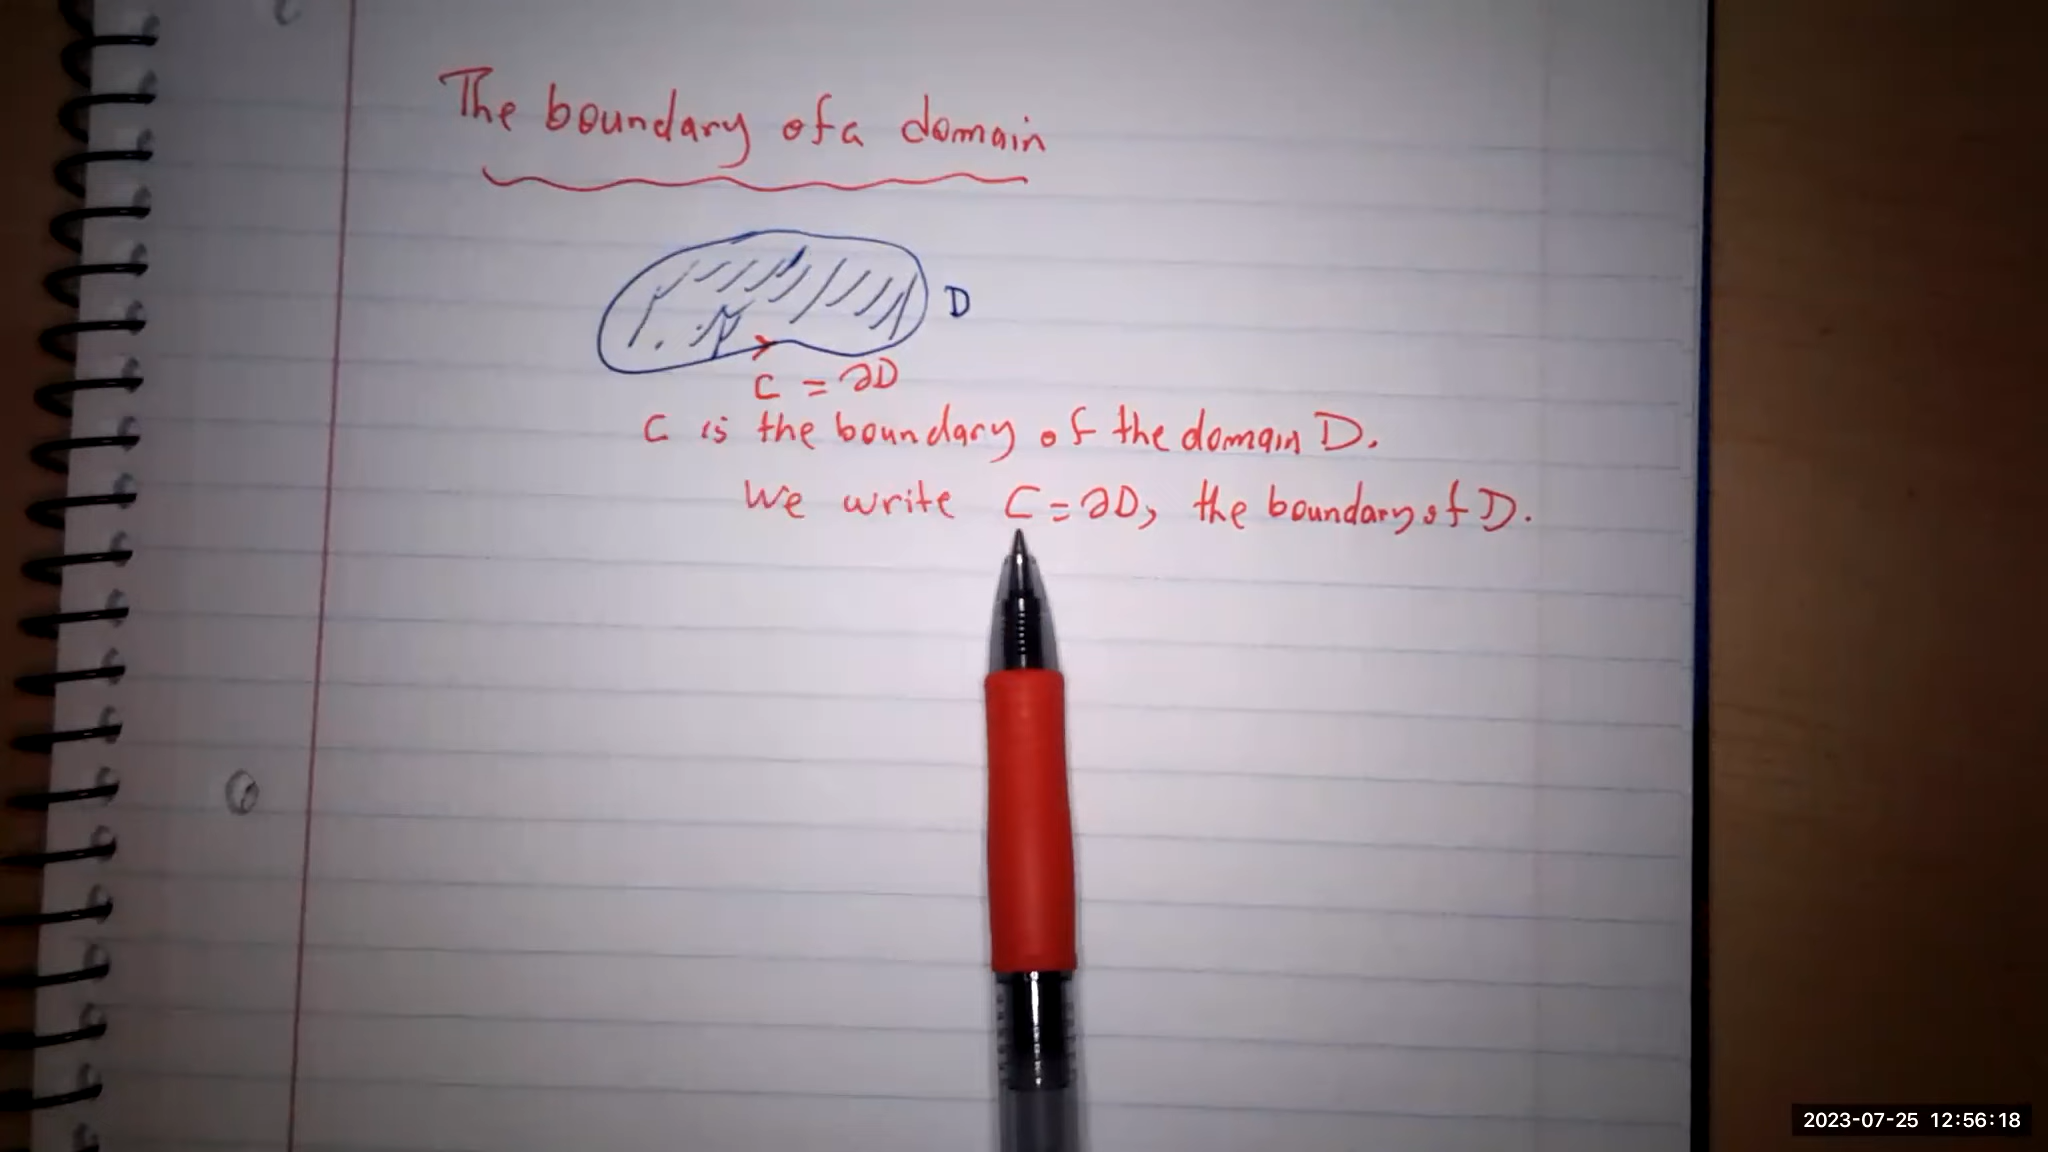 The boundary of a domain
D
C = ∂D
C is the boundary of the domain D.
We write C = ∂D, the boundary of D.
2023-07-25 12:56:18